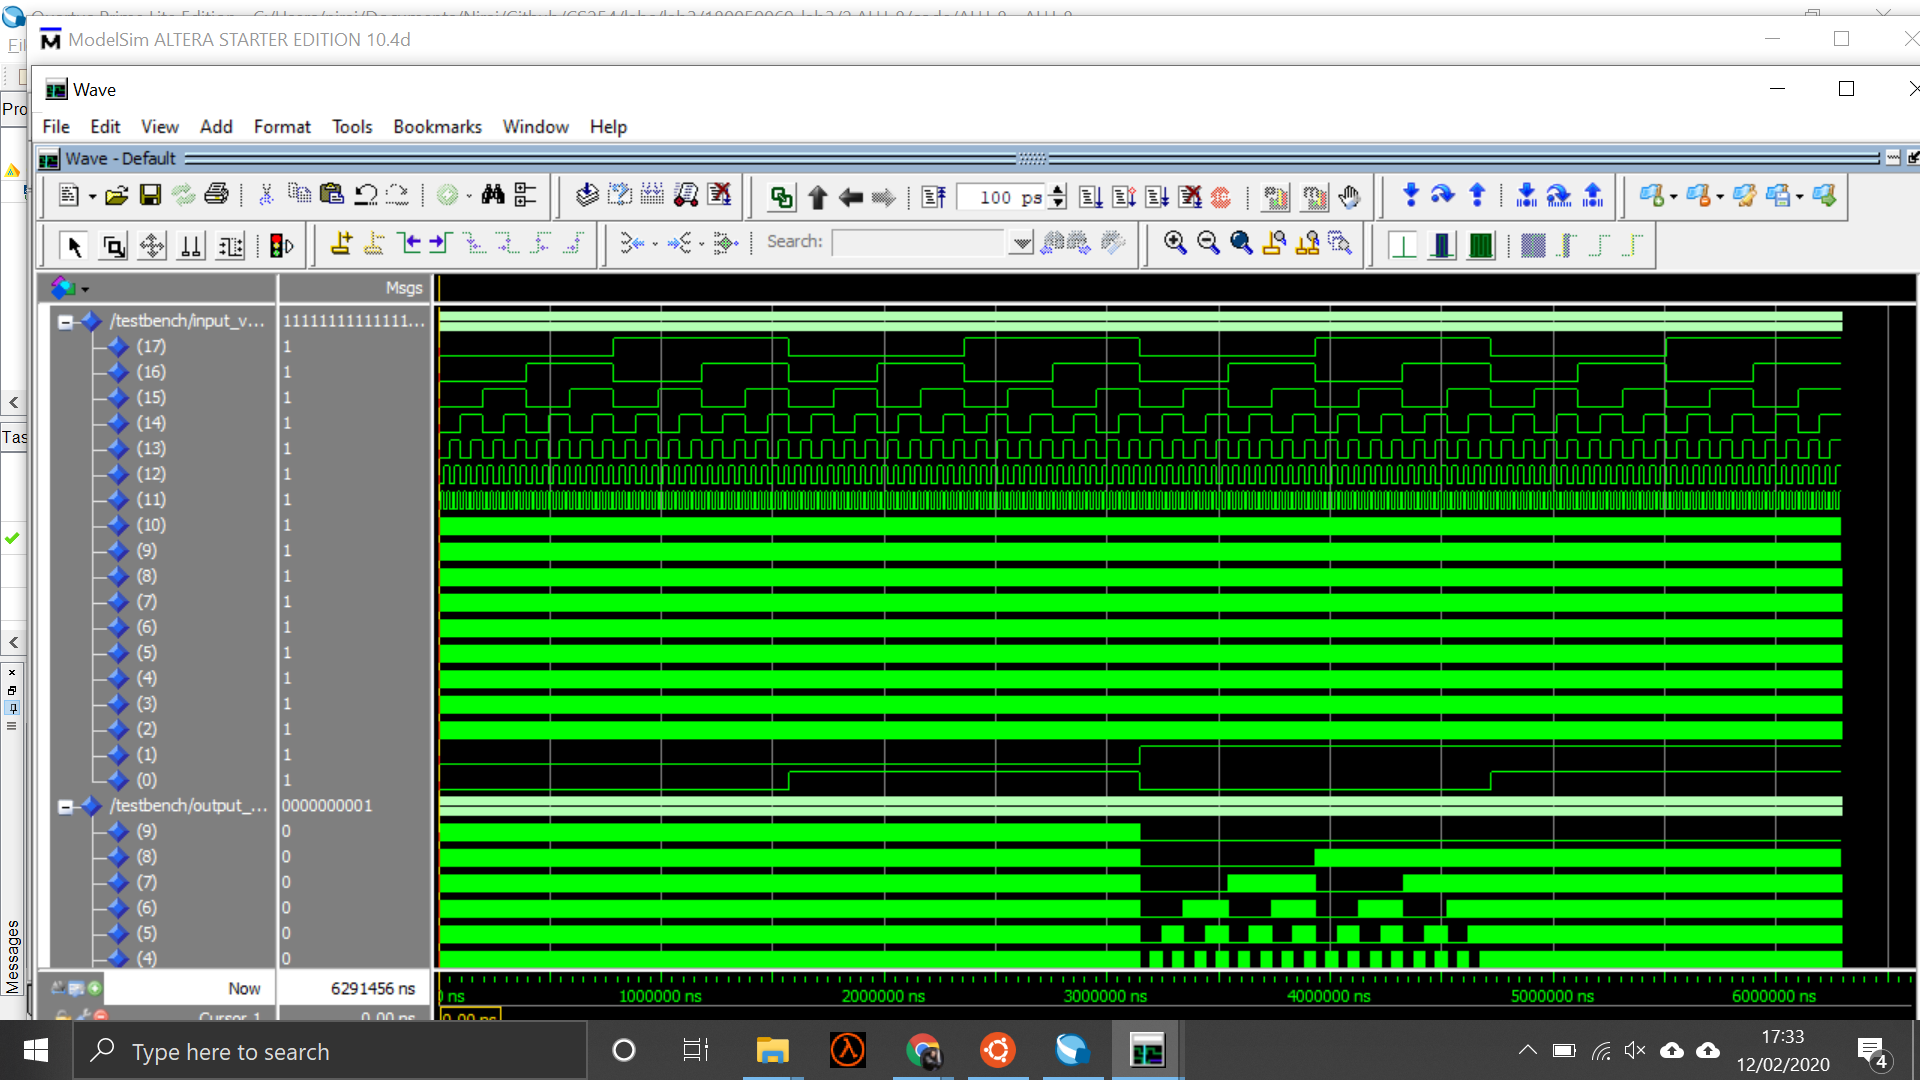 ModelSim ALTERA STARTER EDITION 10.4d
Wave
File Edit View Add Format Tools Bookmarks Window Help
Wave - Default
100 ps
Search:
Msgs
/testbench/input_v... 11111111111111...
(17) 1
(16) 1
(15) 1
(14) 1
(13) 1
(12) 1
(11) 1
(10) 1
(9) 1
(8) 1
(7) 1
(6) 1
(5) 1
(4) 1
(3) 1
(2) 1
(1) 1
(0) 1
/testbench/output_... 0000000001
(9) 0
(8) 0
(7) 0
(6) 0
(5) 0
(4) 0
Now 6291456 ns
ns 1000000 ns 2000000 ns 3000000 ns 4000000 ns 5000000 ns 6000000 ns
Cursor 1 0.00 ns
0.00 ns
Pro
Tas
Messages
Type here to search
17:33
12/02/2020
4